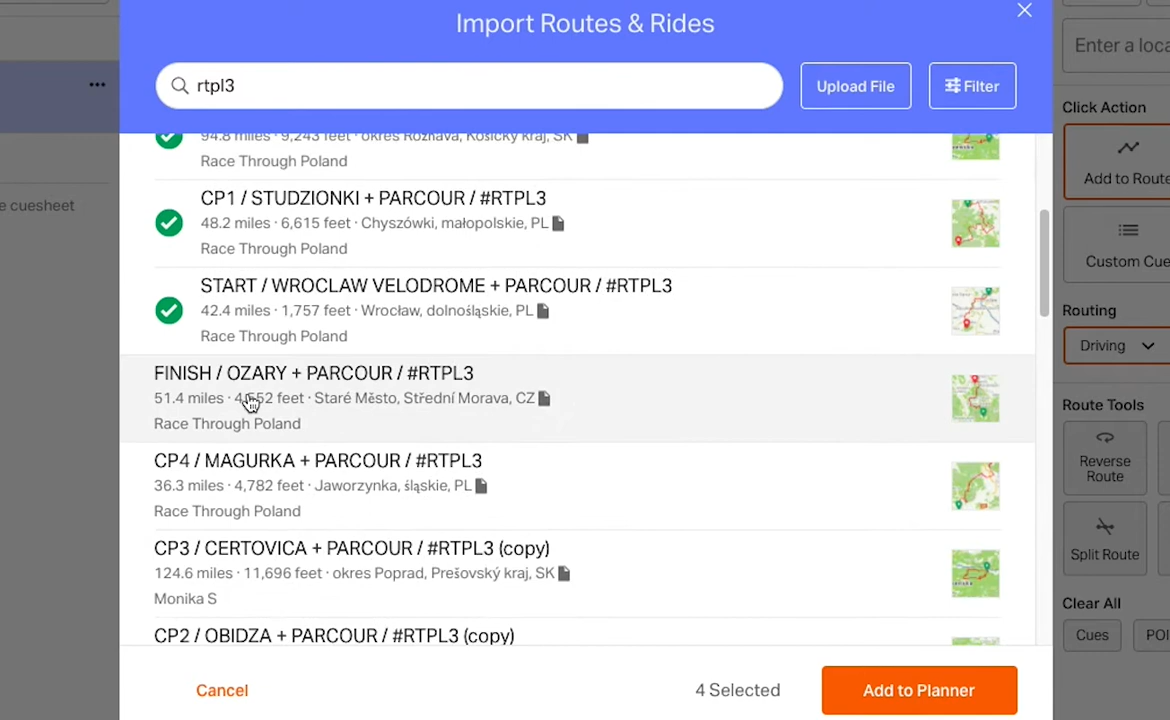 Import Routes & Rides
rtpl3
Upload File
Filter
94.8 miles · 9,243 feet · okres Rožňava, Košický kraj, SK
Race Through Poland
CP1 / STUDZIONKI + PARCOUR / #RTPL3
48.2 miles · 6,615 feet · Chyszówki, małopolskie, PL
Race Through Poland
START / WROCLAW VELODROME + PARCOUR / #RTPL3
42.4 miles · 1,757 feet · Wrocław, dolnośląskie, PL
Race Through Poland
FINISH / OZARY + PARCOUR / #RTPL3
51.4 miles · 4,552 feet · Staré Město, Střední Morava, CZ
Race Through Poland
CP4 / MAGURKA + PARCOUR / #RTPL3
36.3 miles · 4,782 feet · Jaworzynka, śląskie, PL
Race Through Poland
CP3 / CERTOVICA + PARCOUR / #RTPL3 (copy)
124.6 miles · 11,696 feet · okres Poprad, Prešovský kraj, SK
Monika S
CP2 / OBIDZA + PARCOUR / #RTPL3 (copy)
Cancel
4 Selected
Add to Planner
e cuesheet
Enter a loca
Click Action
Add to Route
Custom Cue
Routing
Driving
Route Tools
Reverse
Route
Split Route
Clear All
Cues
POI